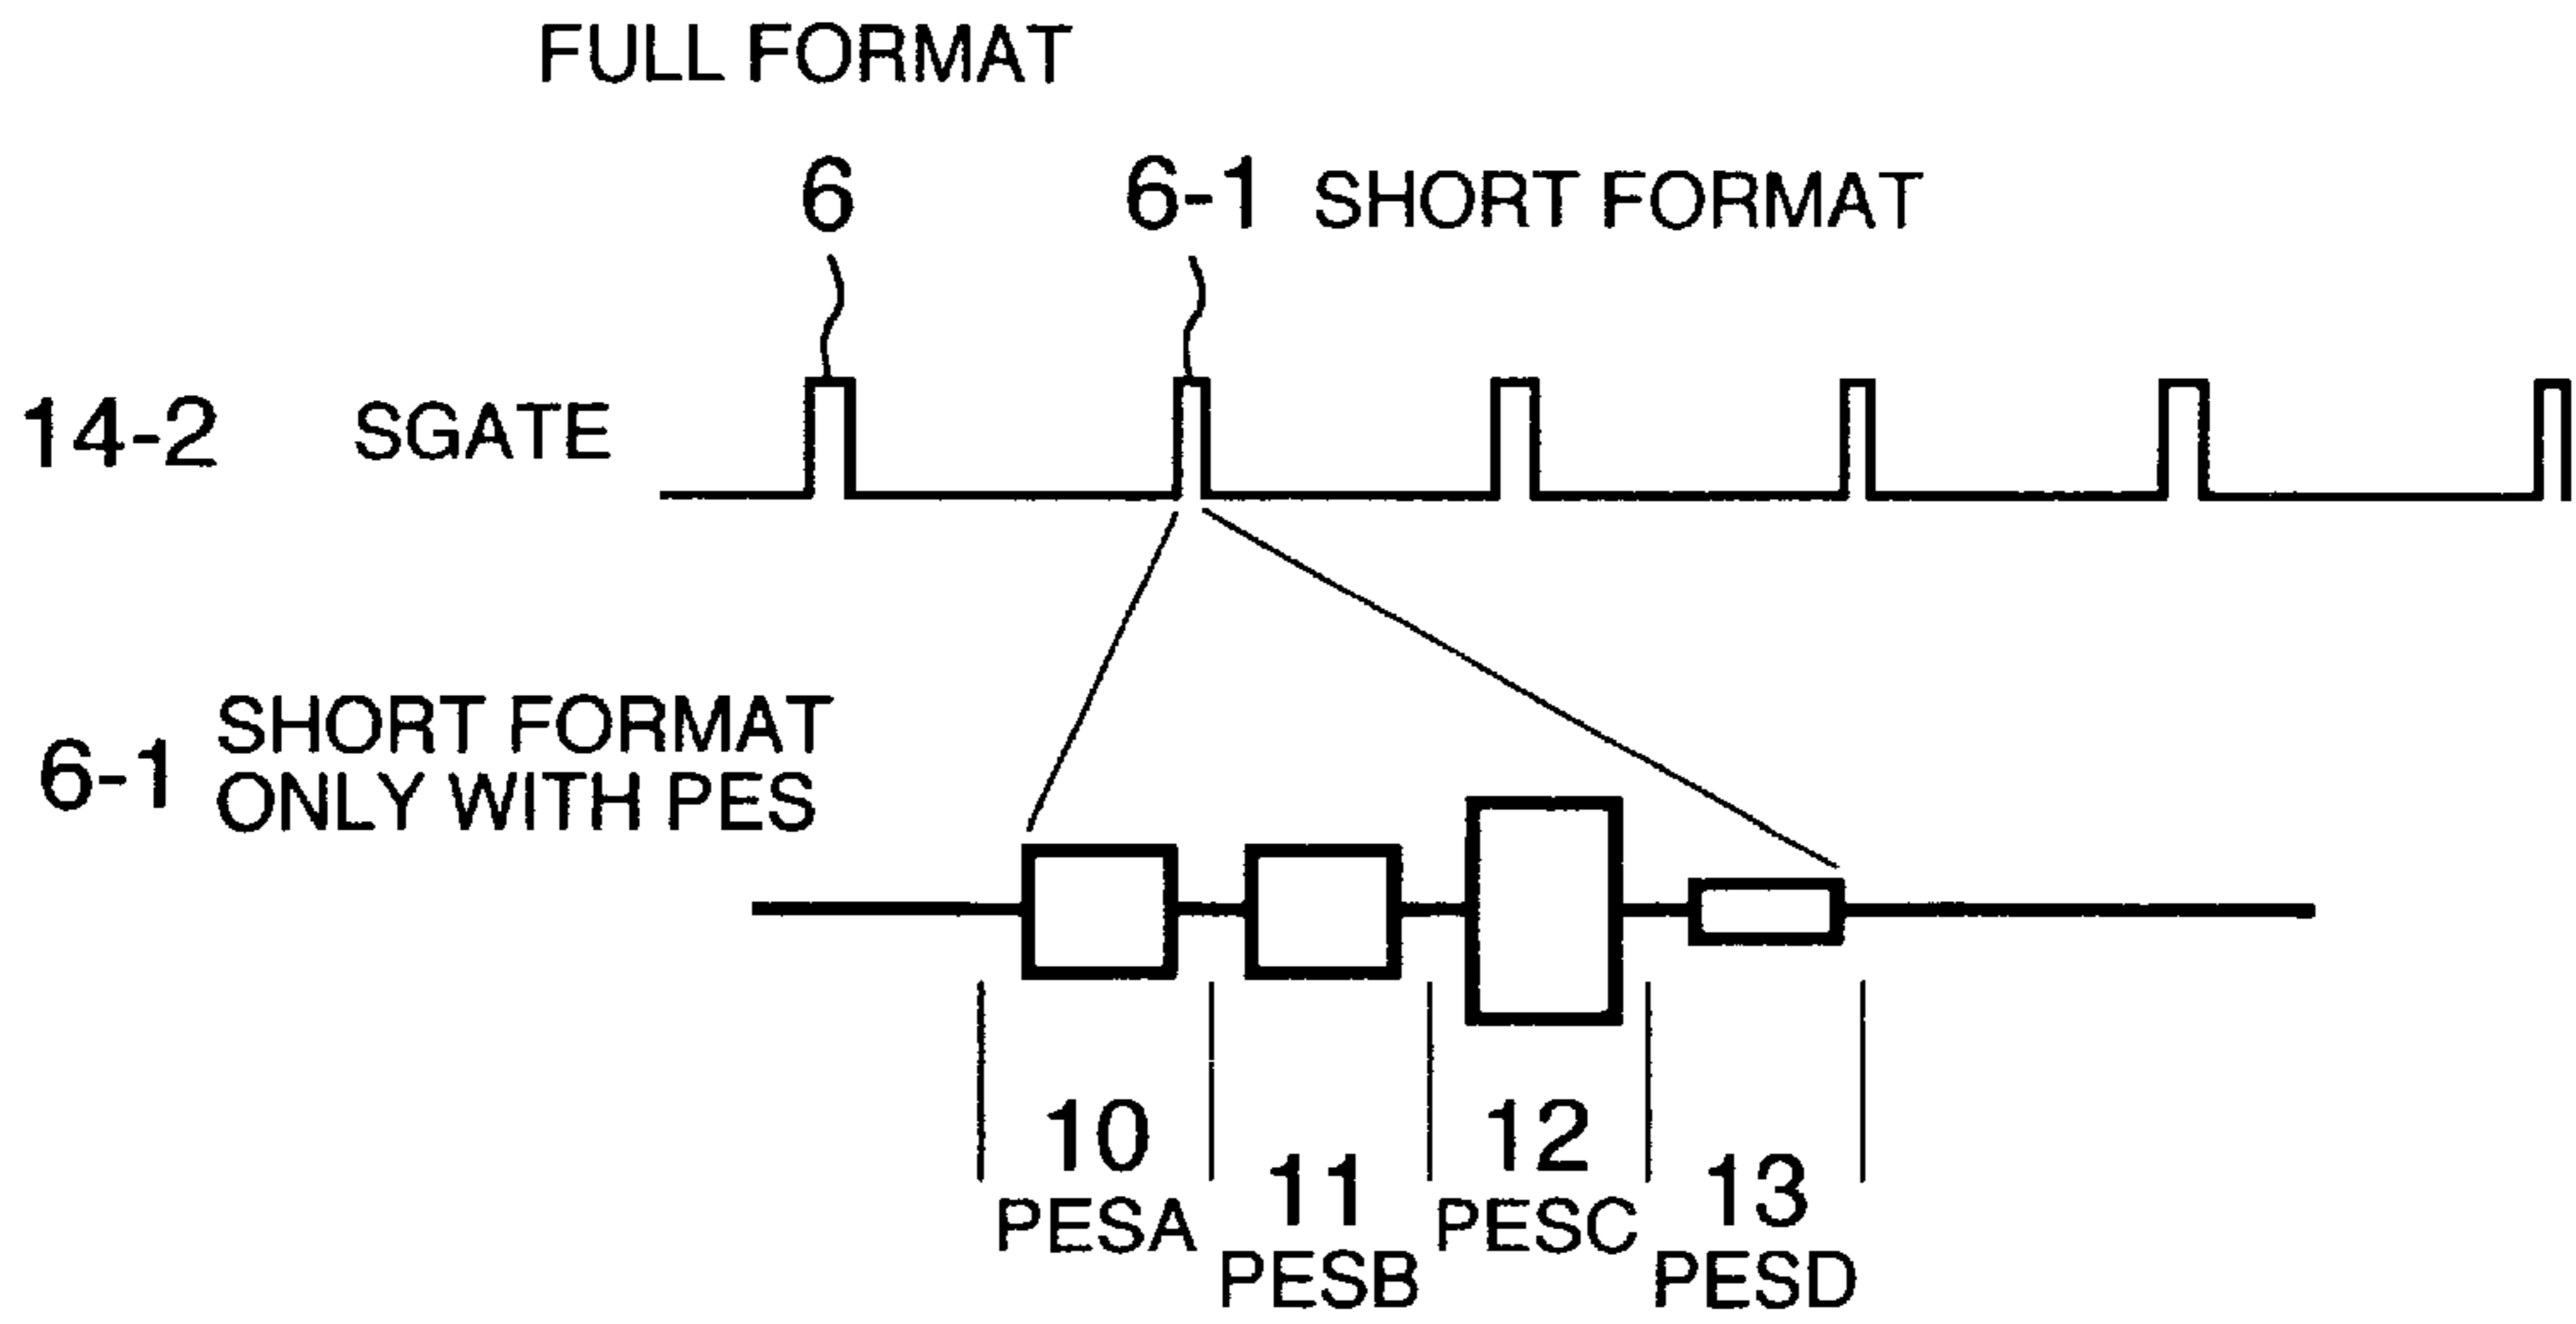 FULL FORMAT
6
6-1 SHORT FORMAT
14-2 SGATE
6-1 SHORT FORMAT
ONLY WITH PES
10
PESA
11
PESB
12
PESC
13
PESD